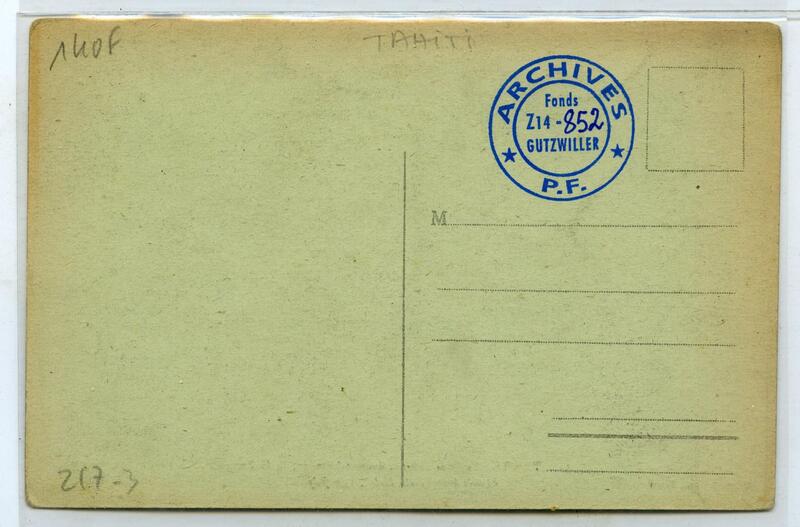 140F
TAHITI
ARCHIVES
Fonds
Z14-852
GUTZWILLER
P.F.
M
217-3